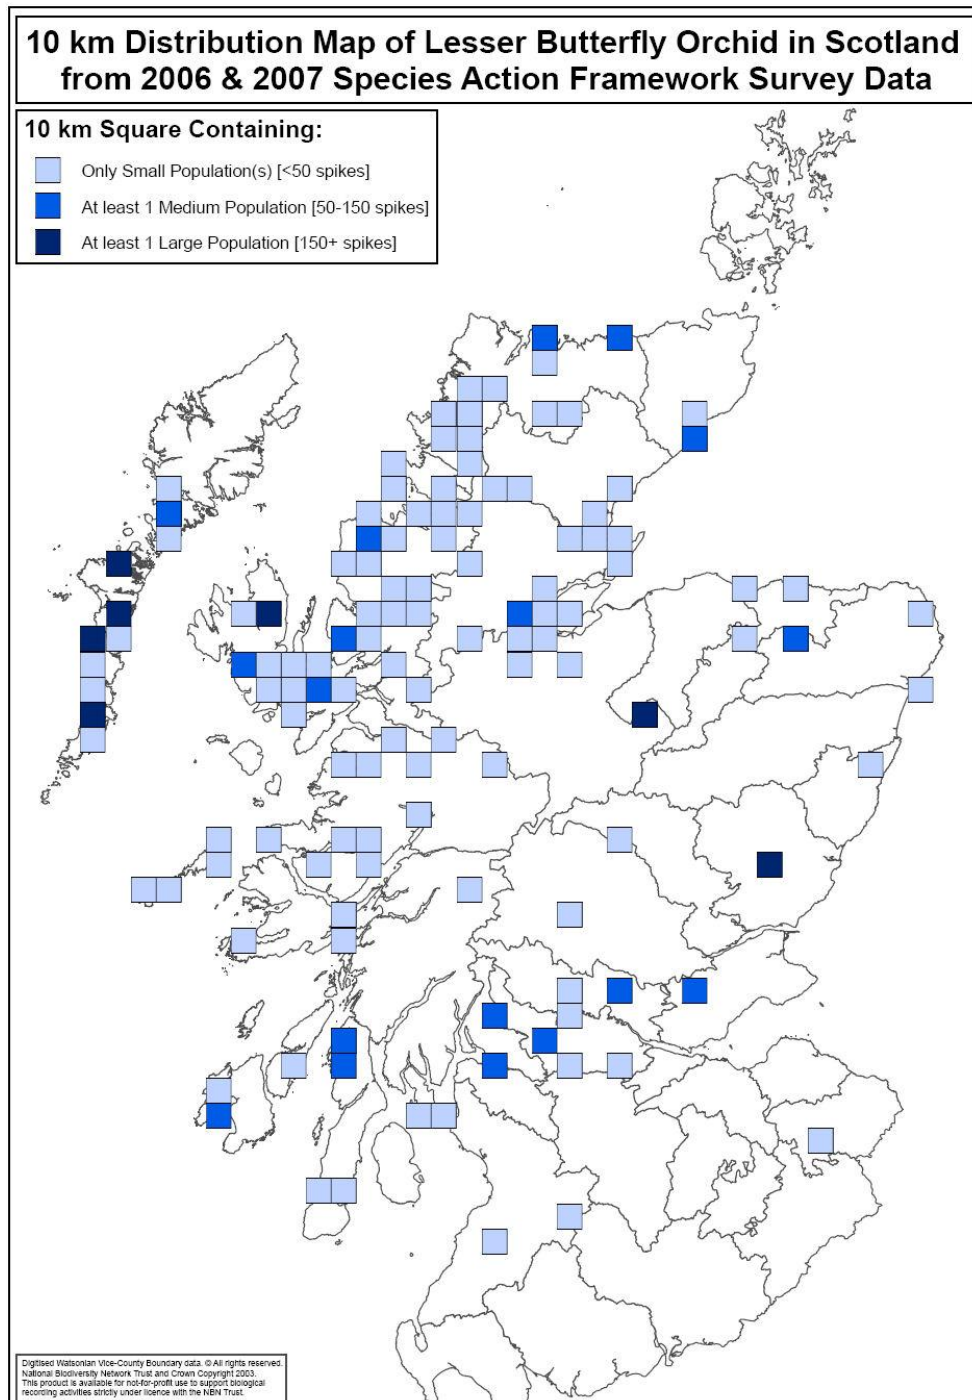 10 km Distribution Map of Lesser Butterfly Orchid in Scotland
from 2006 & 2007 Species Action Framework Survey Data
10 km Square Containing:
Only Small Population(s) [<50 spikes]
At least 1 Medium Population [50-150 spikes]
At least 1 Large Population [150+ spikes]
Digitised Watsonian Vice-County Boundary data. © All rights reserved.
National Biodiversity Network Trust and Crown Copyright 2003.
This product is available for not-for-profit use to support biological
recording activities strictly under licence with the NBN Trust.